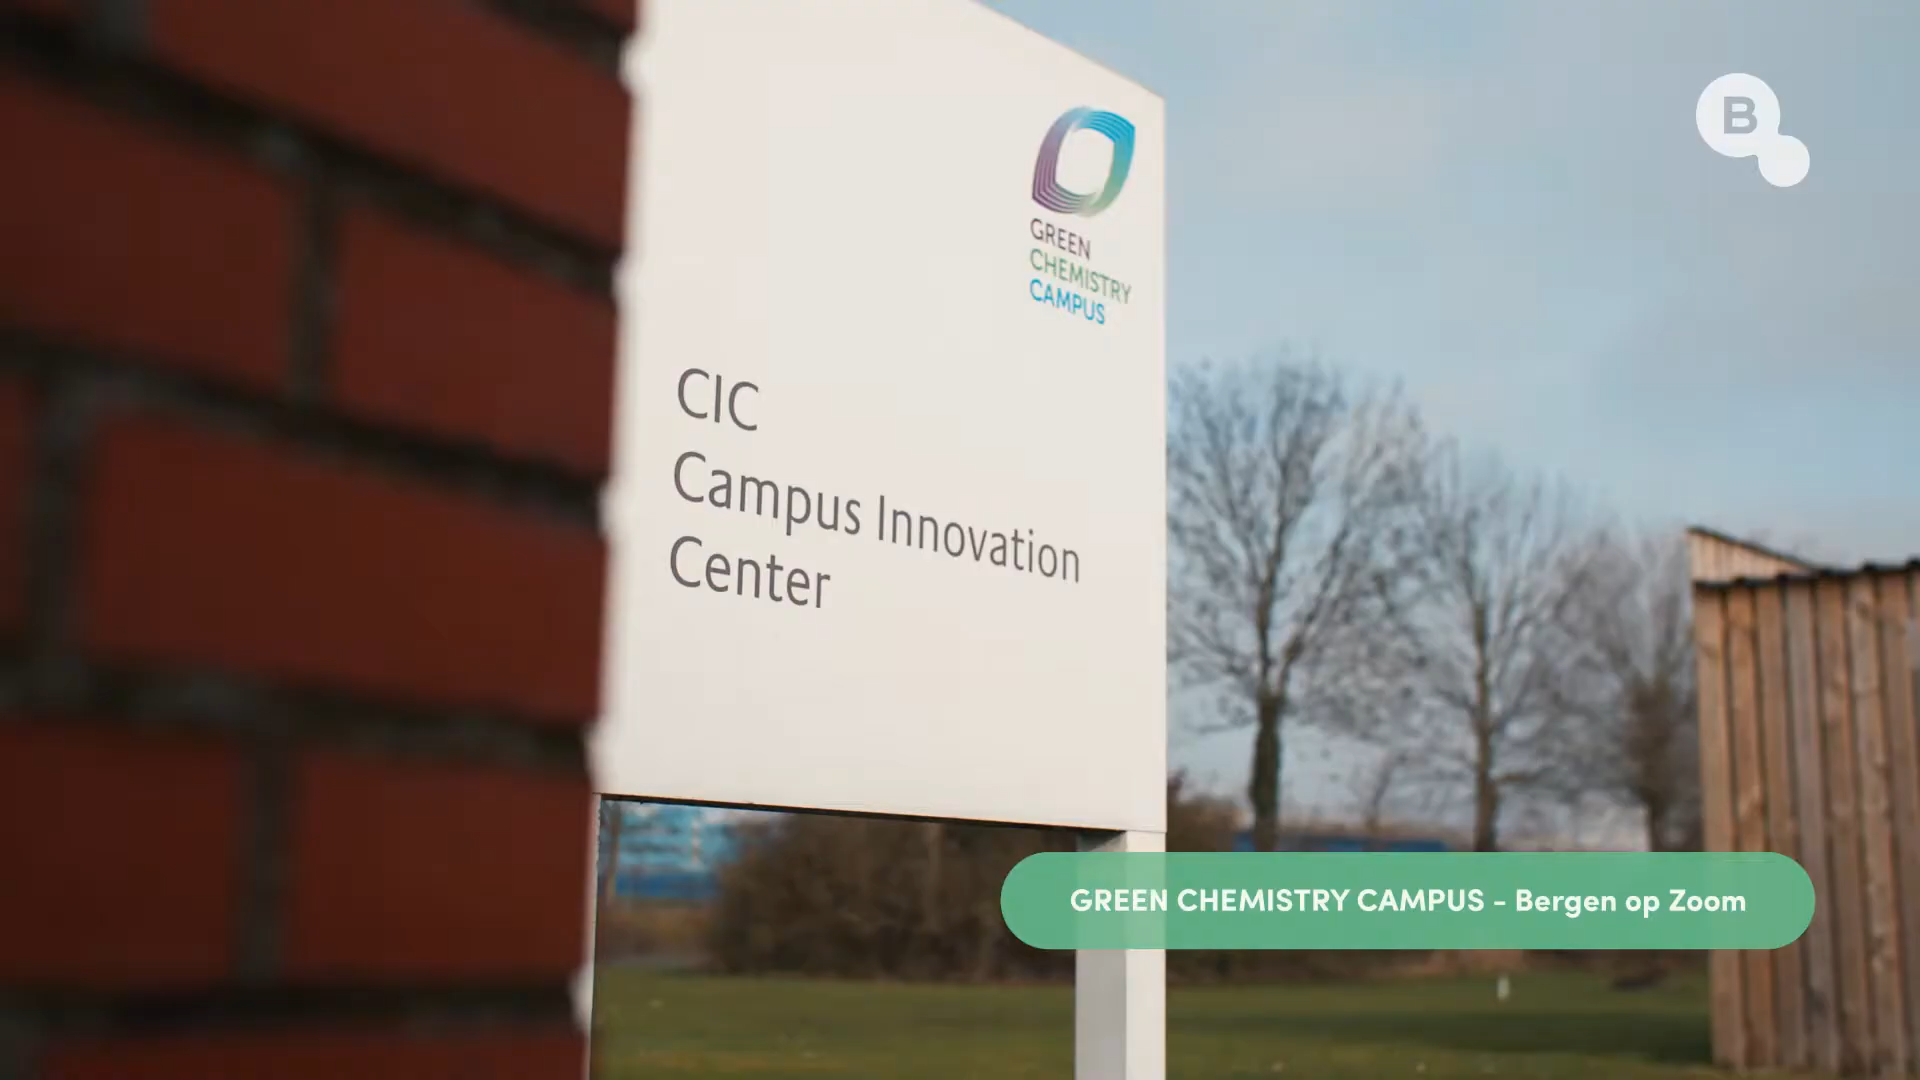 B
GREEN
CHEMISTRY
CAMPUS
CIC
Campus Innovation
Center
GREEN CHEMISTRY CAMPUS - Bergen op Zoom